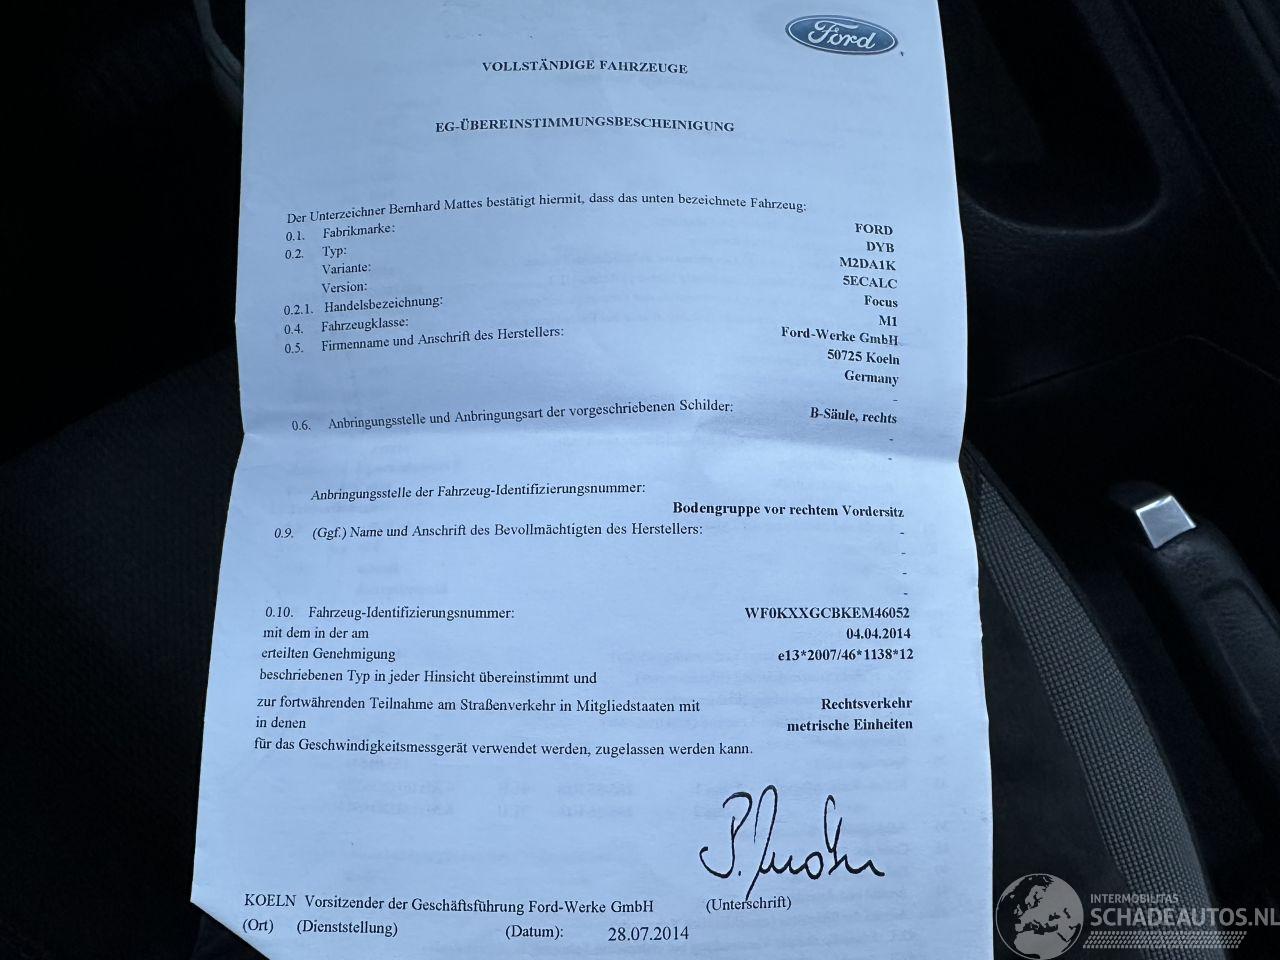 Ford
VOLLSTÄNDIGE FAHRZEUGE
EG-ÜBEREINSTIMMUNGSBESCHEINIGUNG
Der Unterzeichner Bernhard Mattes bestätigt hiermit, dass das unten bezeichnete Fahrzeug:
0.1. Fabrikmarke: FORD
0.2. Typ: DYB
Variante: M2DA1K
Version: 5ECALC
0.2.1. Handelsbezeichnung: Focus
0.4. Fahrzeugklasse: M1
0.5. Firmenname und Anschrift des Herstellers: Ford-Werke GmbH
50725 Koeln
Germany
-
0.6. Anbringungsstelle und Anbringungsart der vorgeschriebenen Schilder: B-Säule, rechts
-
-
Anbringungsstelle der Fahrzeug-Identifizierungsnummer:
Bodengruppe vor rechtem Vordersitz
0.9. (Ggf.) Name und Anschrift des Bevollmächtigten des Herstellers: -
-
-
-
0.10. Fahrzeug-Identifizierungsnummer: WF0KXXGCBKEM46052
mit dem in der am 04.04.2014
erteilten Genehmigung e13*2007/46*1138*12
beschriebenen Typ in jeder Hinsicht übereinstimmt und
zur fortwährenden Teilnahme am Straßenverkehr in Mitgliedstaaten mit Rechtsverkehr
in denen metrische Einheiten
für das Geschwindigkeitsmessgerät verwendet werden, zugelassen werden kann.
KOELN Vorsitzender der Geschäftsführung Ford-Werke GmbH (Unterschrift)
(Ort) (Dienststellung) (Datum): 28.07.2014
INTERMOBILITAS
SCHADEAUTOS.NL